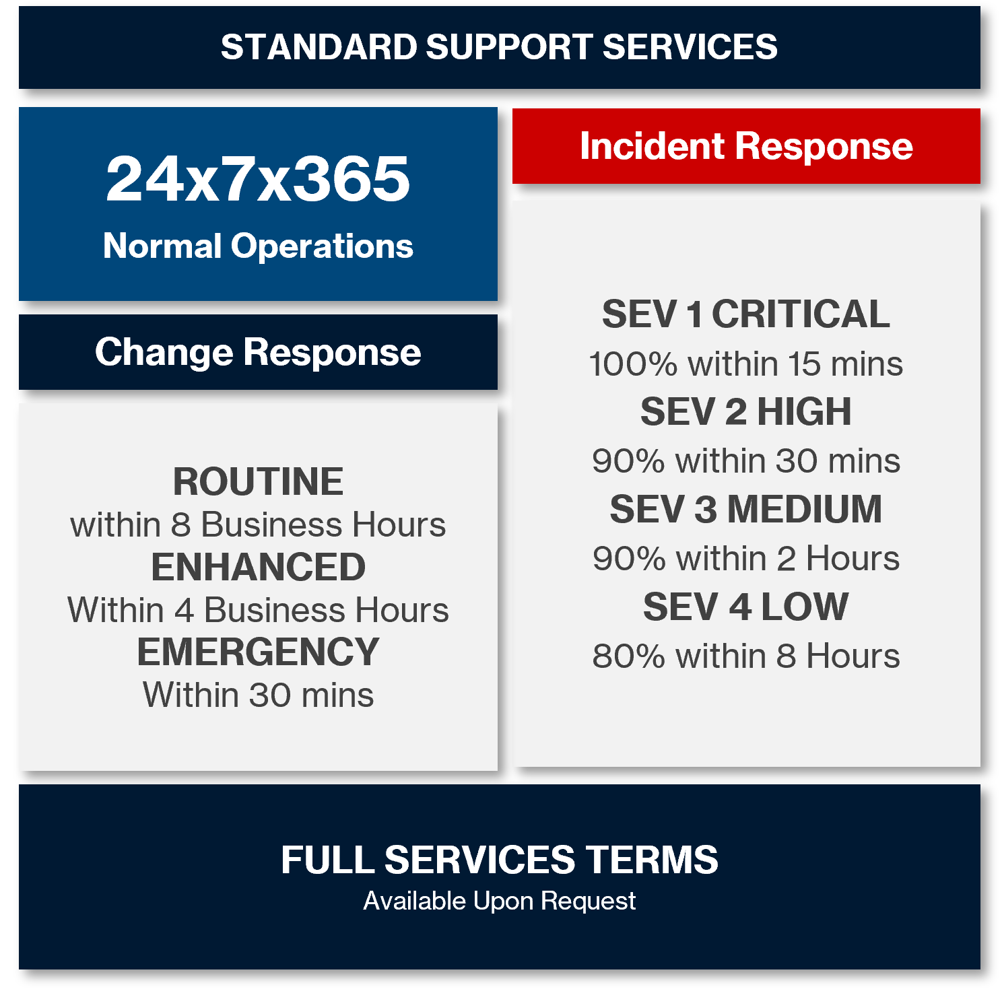 STANDARD SUPPORT SERVICES
24x7x365
Normal Operations
Change Response
ROUTINE
within 8 Business Hours
ENHANCED
Within 4 Business Hours
EMERGENCY
Within 30 mins
Incident Response
SEV 1 CRITICAL
100% within 15 mins
SEV 2 HIGH
90% within 30 mins
SEV 3 MEDIUM
90% within 2 Hours
SEV 4 LOW
80% within 8 Hours
FULL SERVICES TERMS
Available Upon Request